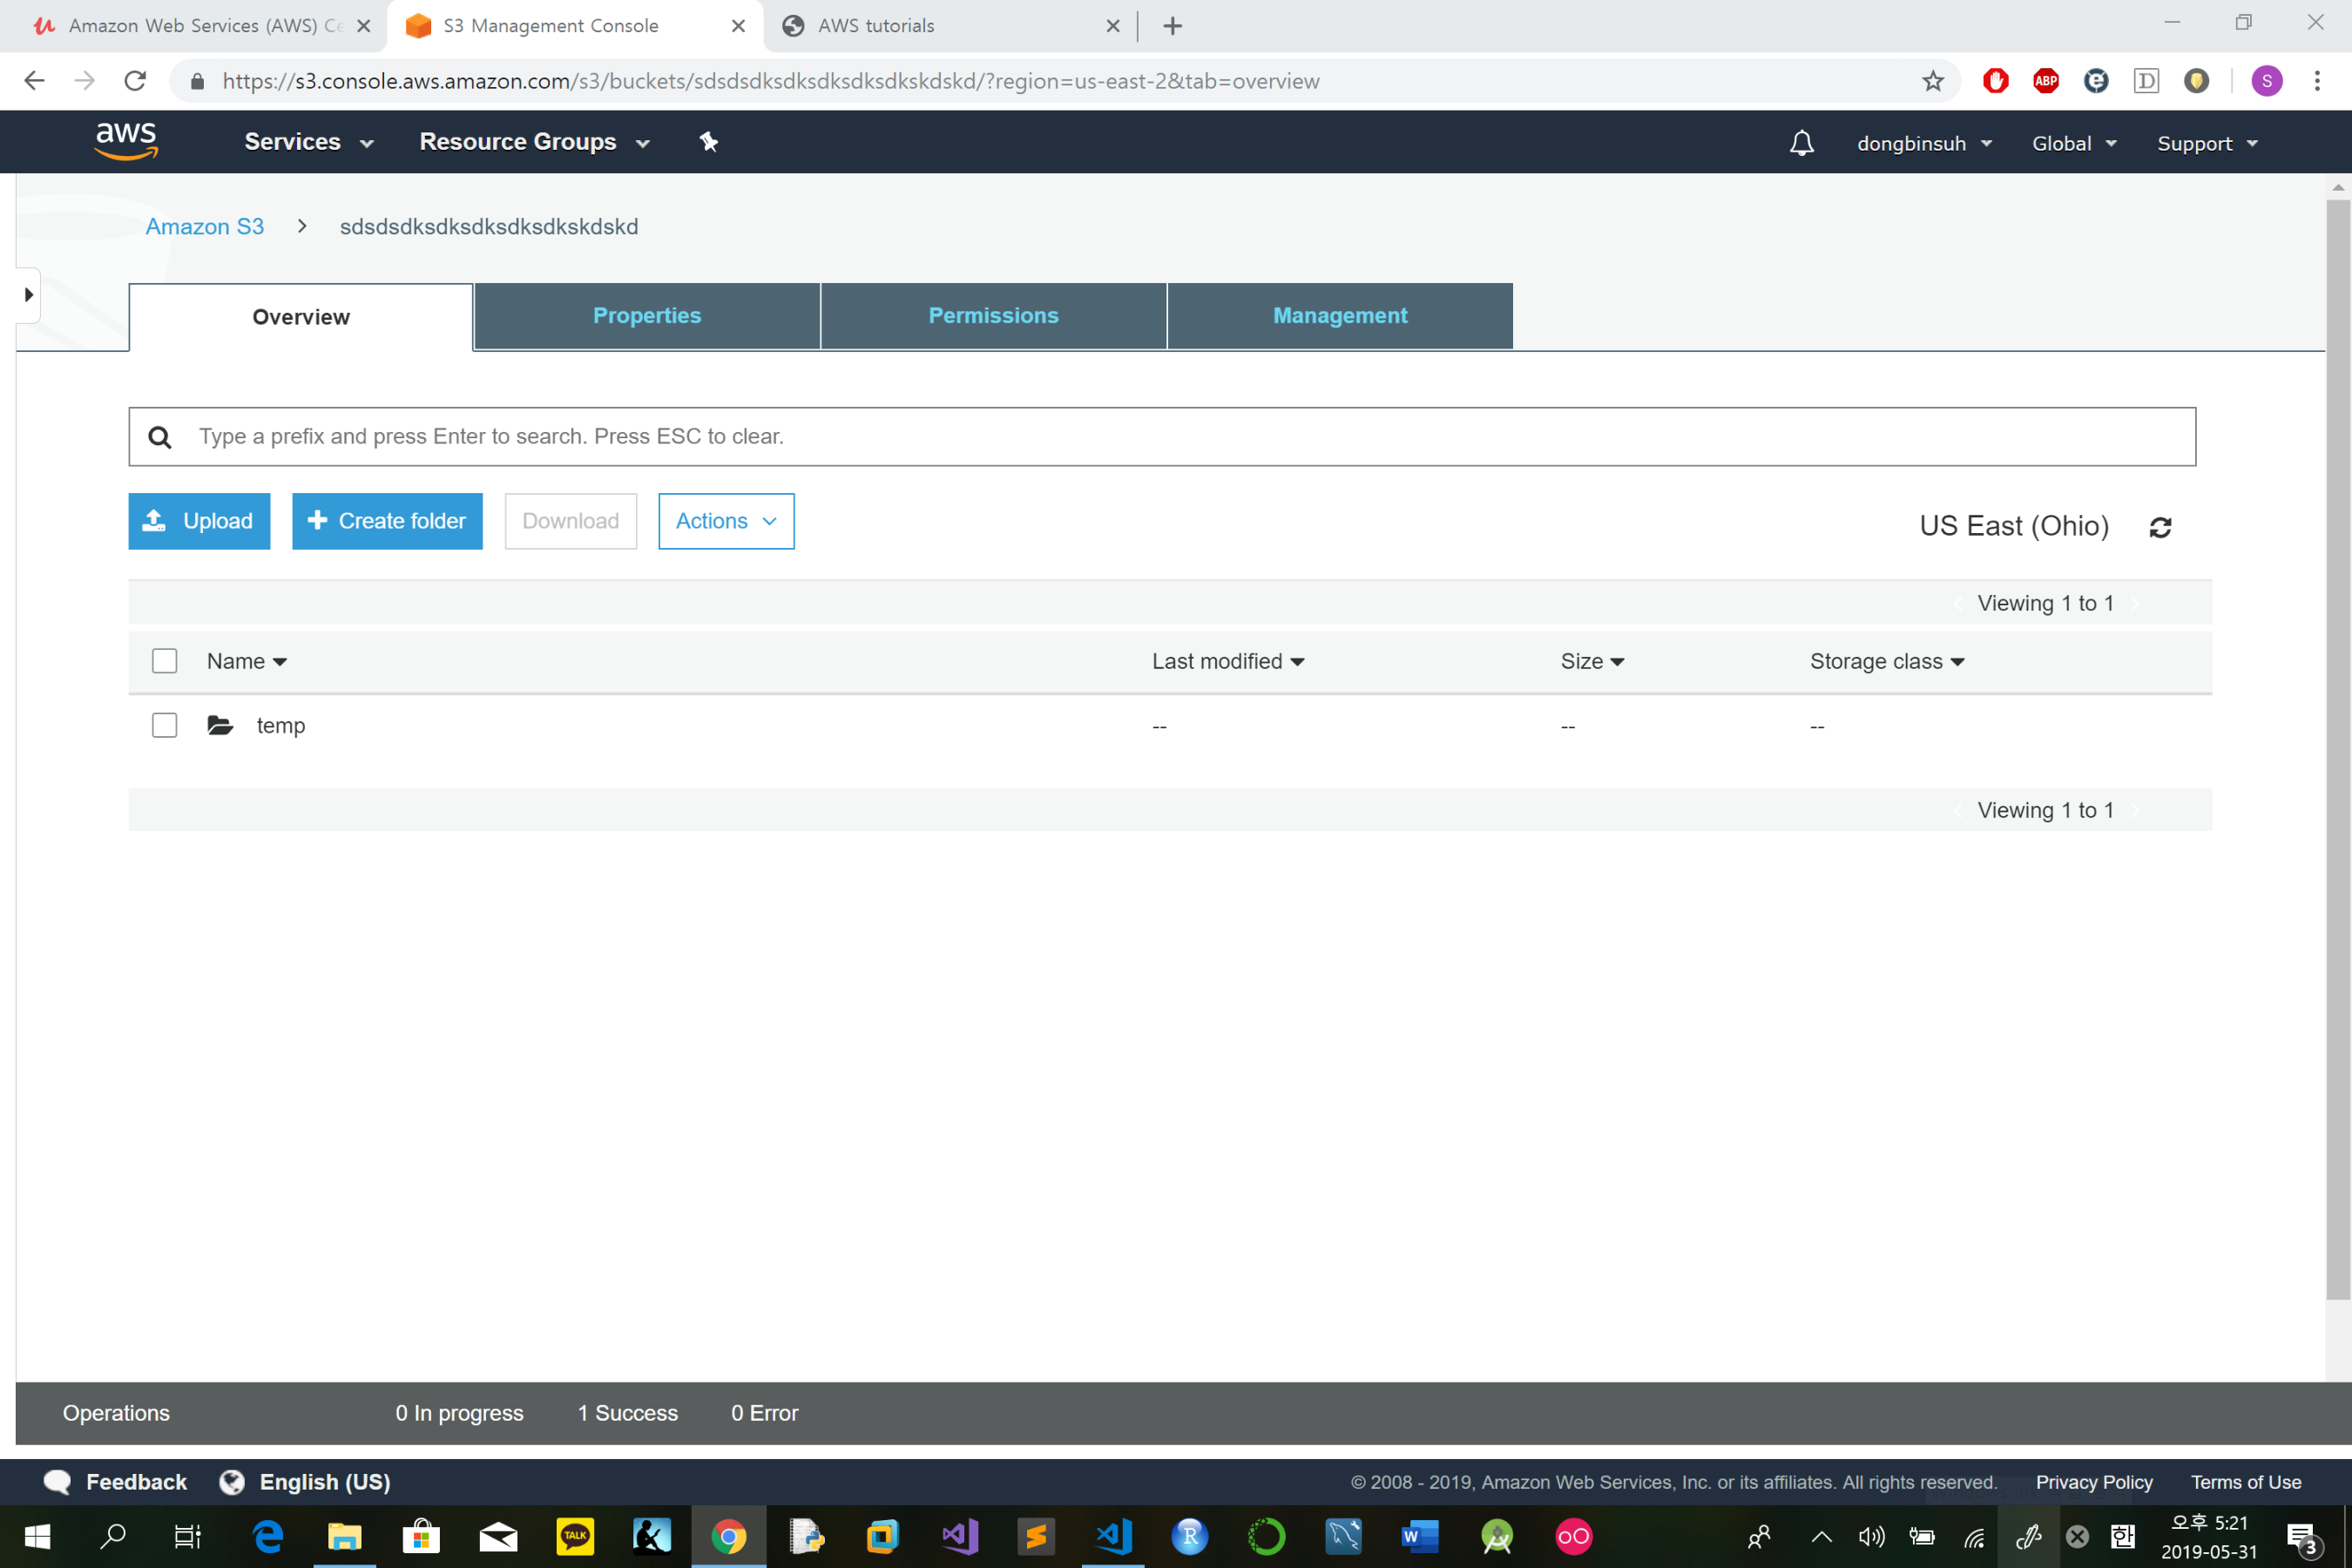 Amazon Web Services (AWS) Ce
S3 Management Console
AWS tutorials
https://s3.console.aws.amazon.com/s3/buckets/sdsdsdksdksdksdksdkskdskd/?region=us-east-2&tab=overview
ABP
D
S
aws
Services
Resource Groups
dongbinsuh
Global
Support
Amazon S3
sdsdsdksdksdksdksdkskdskd
Overview
Properties
Permissions
Management
Type a prefix and press Enter to search. Press ESC to clear.
Upload
Create folder
Download
Actions
US East (Ohio)
Viewing 1 to 1
Name
Last modified
Size
Storage class
temp
--
--
--
Viewing 1 to 1
Operations
0 In progress
1 Success
0 Error
Feedback
English (US)
© 2008 - 2019, Amazon Web Services, Inc. or its affiliates. All rights reserved.
Privacy Policy
Terms of Use
TALK
R
W
한
오후 5:21
2019-05-31
3